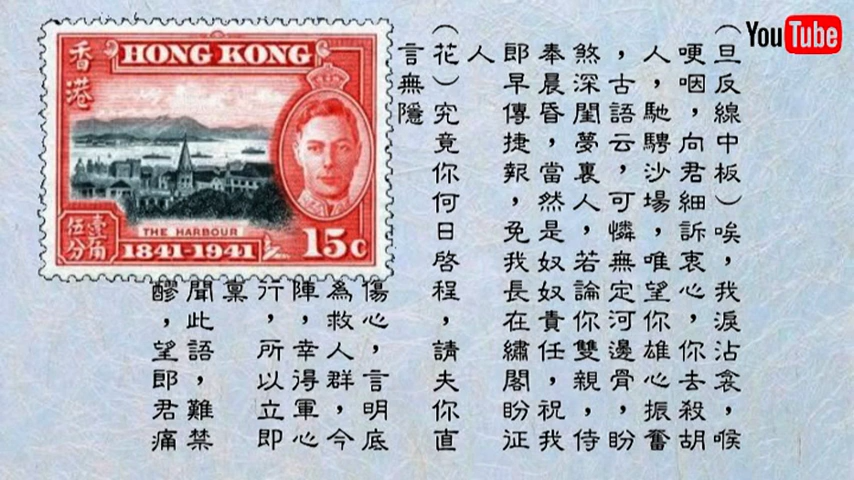 YouTube
（旦反線中板）唉，我淚沾衾，喉
哽咽，向君細訴衷心，你去殺胡
人，馳騁沙場，唯望你雄心振奮
，古語云，可憐無定河邊骨，盼
煞深閨夢裏人，若論你雙親，侍
奉晨昏，當然是奴奴責任，祝我
郎早傳捷報，免我長在繡閣盼征
人
（花）究竟你何日啓程，請夫你直
言無隱
傷心，言明底
為救人群，今
陣，幸得軍心
行，所以立即
稟
聞此語，難禁
醪，望郎君痛
香港
HONG KONG
THE HARBOUR
1841-1941
壹角
伍分
15c